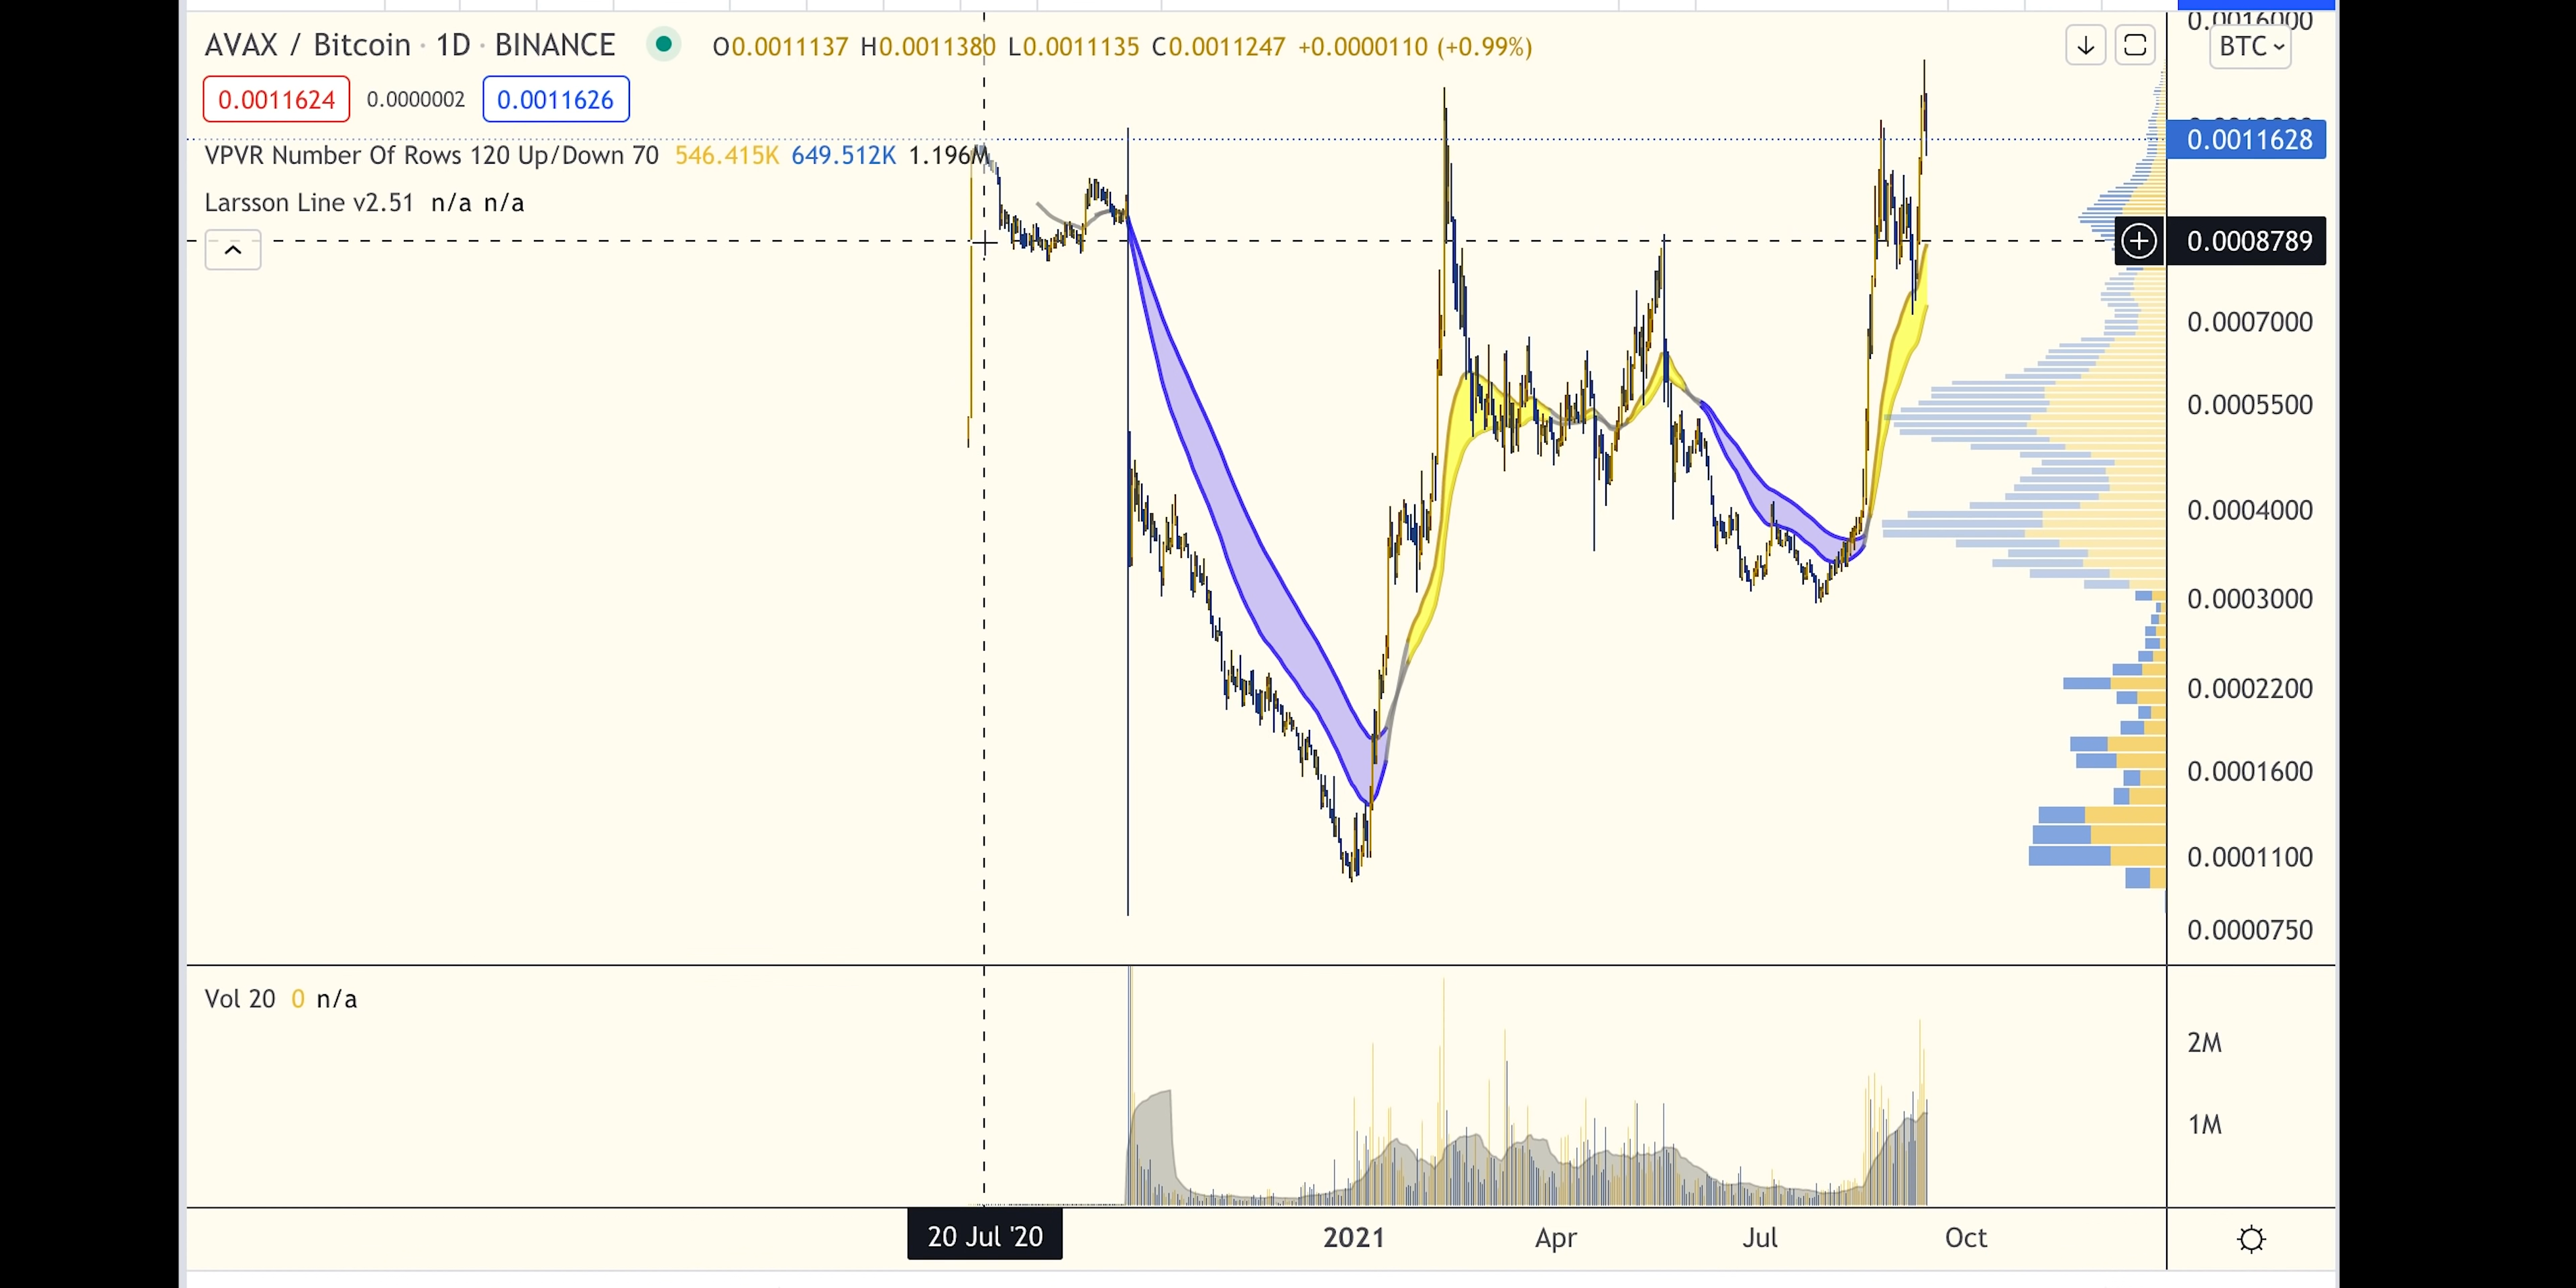 AVAX / Bitcoin · 1D · BINANCE O0.0011137 H0.0011380 L0.0011135 C0.0011247 +0.0000110 (+0.99%)
0.0011624 0.0000002 0.0011626
VPVR Number Of Rows 120 Up/Down 70 546.415K 649.512K 1.196M
Larsson Line v2.51 n/a n/a
0.0016000
BTC
0.0011628
0.0008789
0.0007000
0.0005500
0.0004000
0.0003000
0.0002200
0.0001600
0.0001100
0.0000750
Vol 20 0 n/a
2M
1M
20 Jul '20 2021 Apr Jul Oct